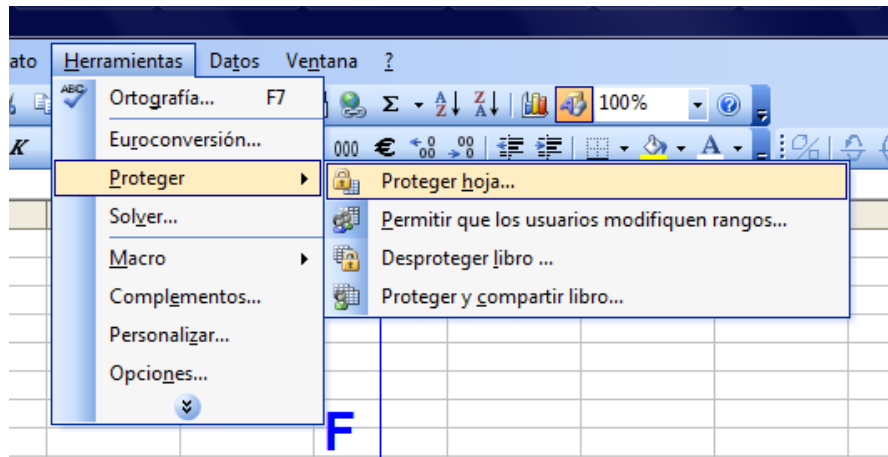 ato Herramientas Datos Ventana ?
Ortografía... F7
Σ 100%
Euroconversión...
K 000 € A
Proteger
Proteger hoja...
Solver...
Permitir que los usuarios modifiquen rangos...
Macro
Desproteger libro ...
Complementos...
Proteger y compartir libro...
Personalizar...
Opciones...
F